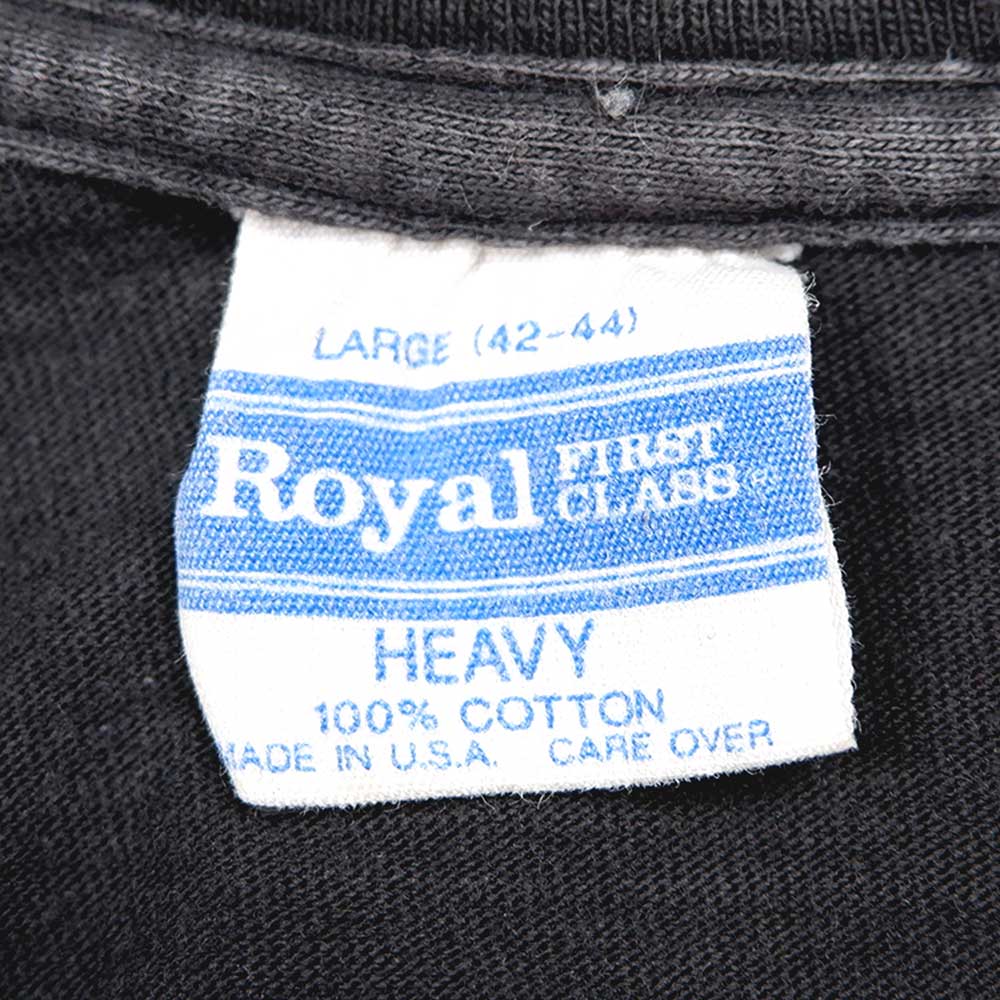 LARGE (42-44)
Royal FIRST CLASS ®
HEAVY
100% COTTON
MADE IN U.S.A. CARE OVER